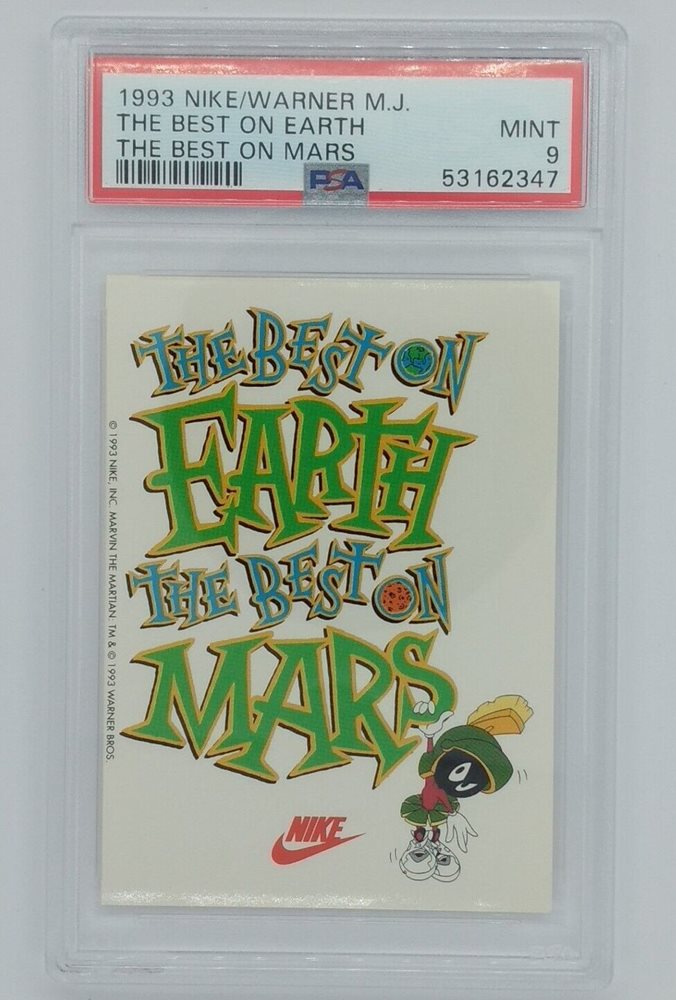 1993 NIKE/WARNER M.J.
THE BEST ON EARTH
THE BEST ON MARS
MINT
9
53162347
PSA
THE BEST ON
EARTH
THE BEST ON
MARS
NIKE
© 1993 NIKE, INC. MARVIN THE MARTIAN. TM & © 1993 WARNER BROS.